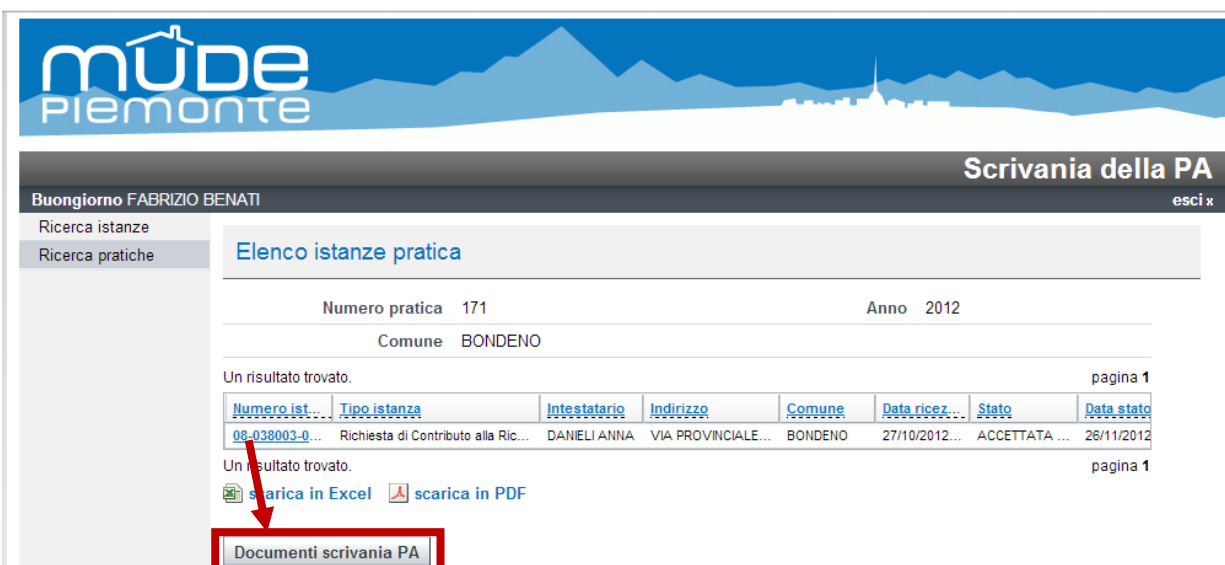 mUDe
PIemonte
Scrivania della PA
Buongiorno FABRIZIO BENATI esci x
Ricerca istanze
Ricerca pratiche
Elenco istanze pratica
Numero pratica 171 Anno 2012
Comune BONDENO
Un risultato trovato. pagina 1
Numero ist... Tipo istanza Intestatario Indirizzo Comune Data ricez... Stato Data stato
08-038003-0... Richiesta di Contributo alla Ric... DANIELI ANNA VIA PROVINCIALE... BONDENO 27/10/2012... ACCETTATA ... 26/11/2012
Un risultato trovato. pagina 1
scarica in Excel scarica in PDF
Documenti scrivania PA